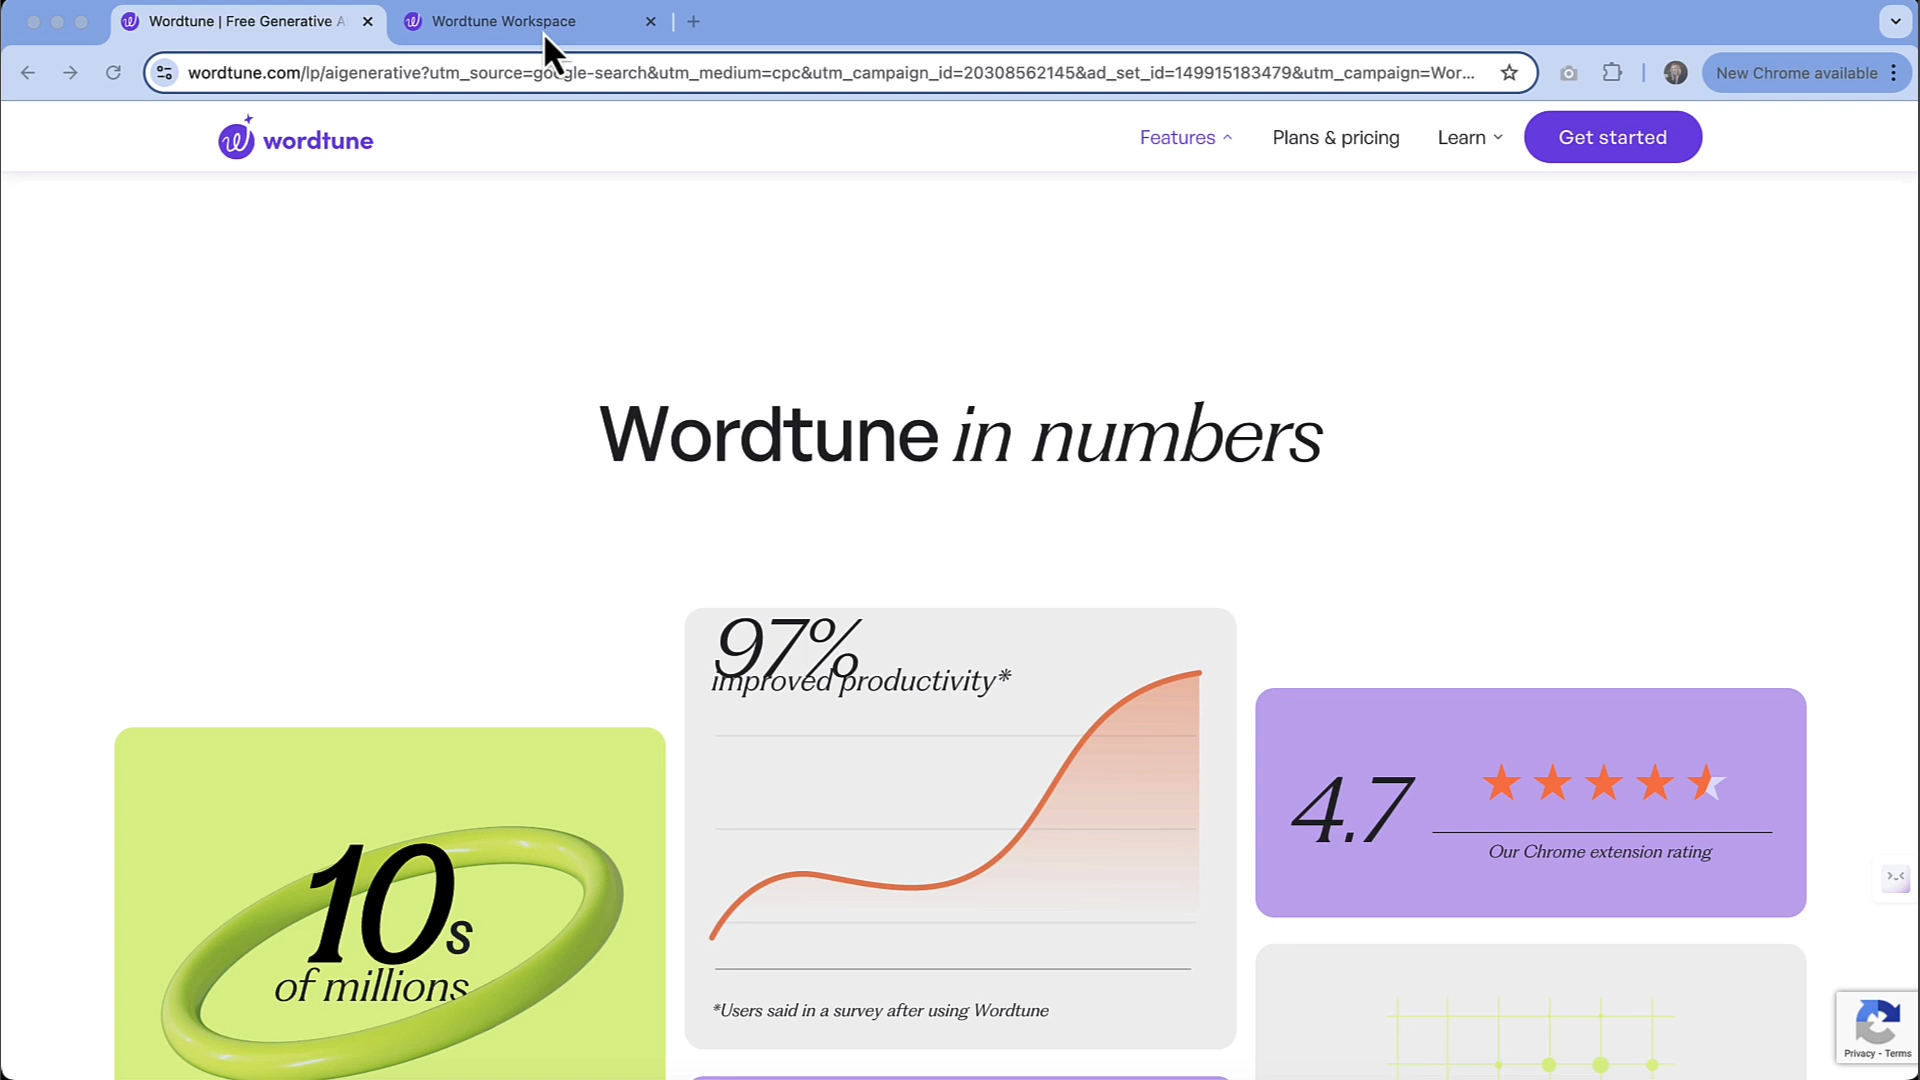 Wordtune | Free Generative A
Wordtune Workspace
wordtune.com/lp/aigenerative?utm_source=google-search&utm_medium=cpc&utm_campaign_id=20308562145&ad_set_id=149915183479&utm_campaign=Wor...
New Chrome available
wordtune
Features
Plans & pricing
Learn
Get started
Wordtune in numbers
97%
improved productivity*
4.7
Our Chrome extension rating
10s
of millions
*Users said in a survey after using Wordtune
Privacy - Terms